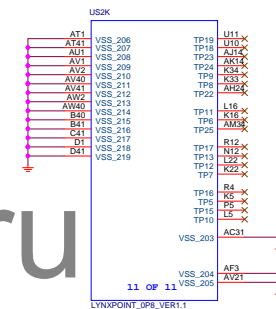 US2K
AT1 VSS_206 TP19 U11
AT41 VSS_207 TP18 U10
AU1 VSS_208 TP23 AJ14
AV1 VSS_209 TP24 AK14
AV2 VSS_210 TP9 K34
AV40 VSS_211 TP8 K33
AV41 VSS_212 TP22 AH24
AW2 VSS_213
AW40 VSS_214 TP11 L16
B40 VSS_215 TP6 K16
B41 VSS_216 TP25 AM34
C41 VSS_217
D1 VSS_218 TP17 R12
D41 VSS_219 TP13 N12
TP12 L22
TP7 K22
TP16 R4
TP5 K5
TP15 P5
TP10 L5
VSS_203 AC31
ru
VSS_204 AF3
VSS_205 AV21
11 OF 11
LYNXPOINT_0P8_VER1.1